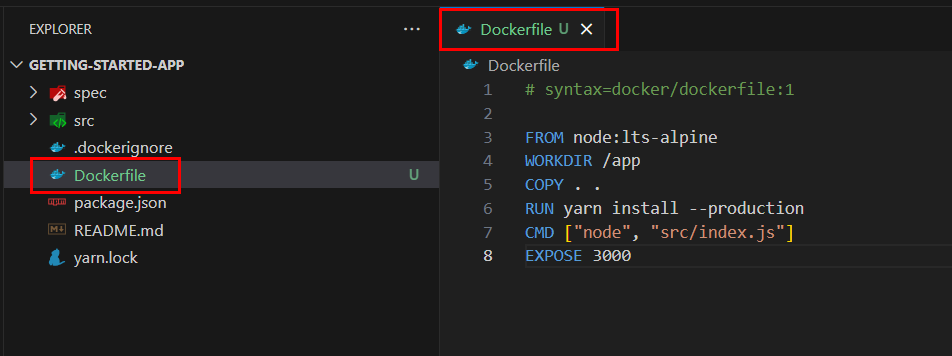 EXPLORER
GETTING-STARTED-APP
spec
src
.dockerignore
Dockerfile U
package.json
README.md
yarn.lock
Dockerfile U
Dockerfile
1 # syntax=docker/dockerfile:1
2
3 FROM node:lts-alpine
4 WORKDIR /app
5 COPY . .
6 RUN yarn install --production
7 CMD ["node", "src/index.js"]
8 EXPOSE 3000